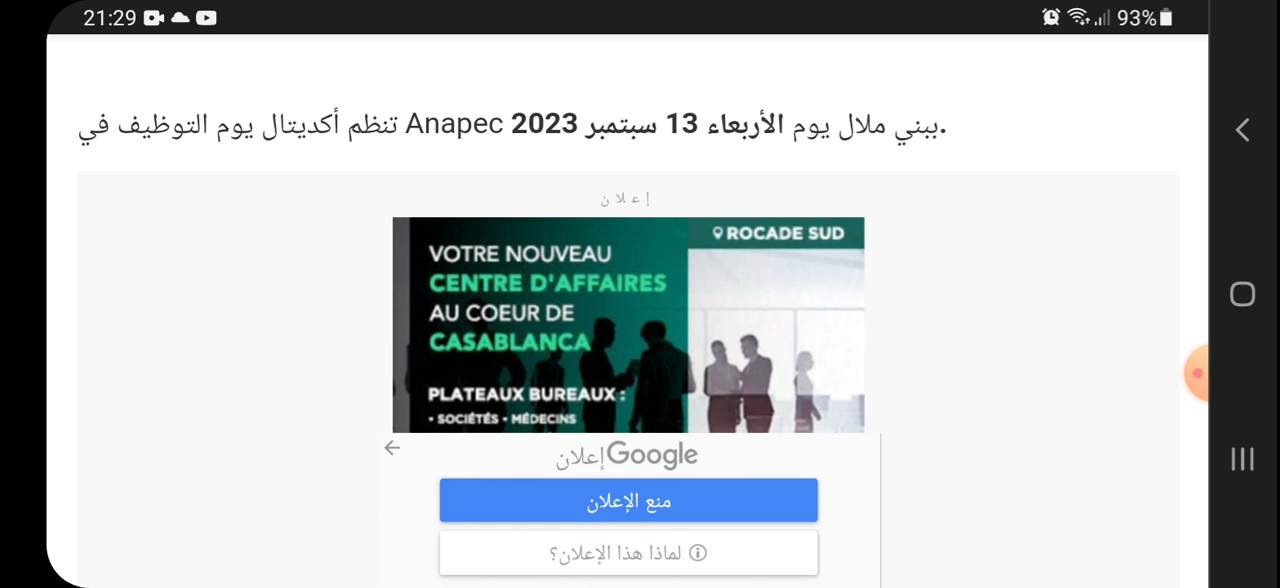 21:29
93%
تنظم أكديتال يوم التوظيف في Anapec ببني ملال يوم الأربعاء 13 سبتمبر 2023.
إعلان
ROCADE SUD
VOTRE NOUVEAU
CENTRE D'AFFAIRES
AU COEUR DE
CASABLANCA
PLATEAUX BUREAUX :
• SOCIÉTÉS • MÉDECINS
إعلان Google
منع الإعلان
لماذا هذا الإعلان؟